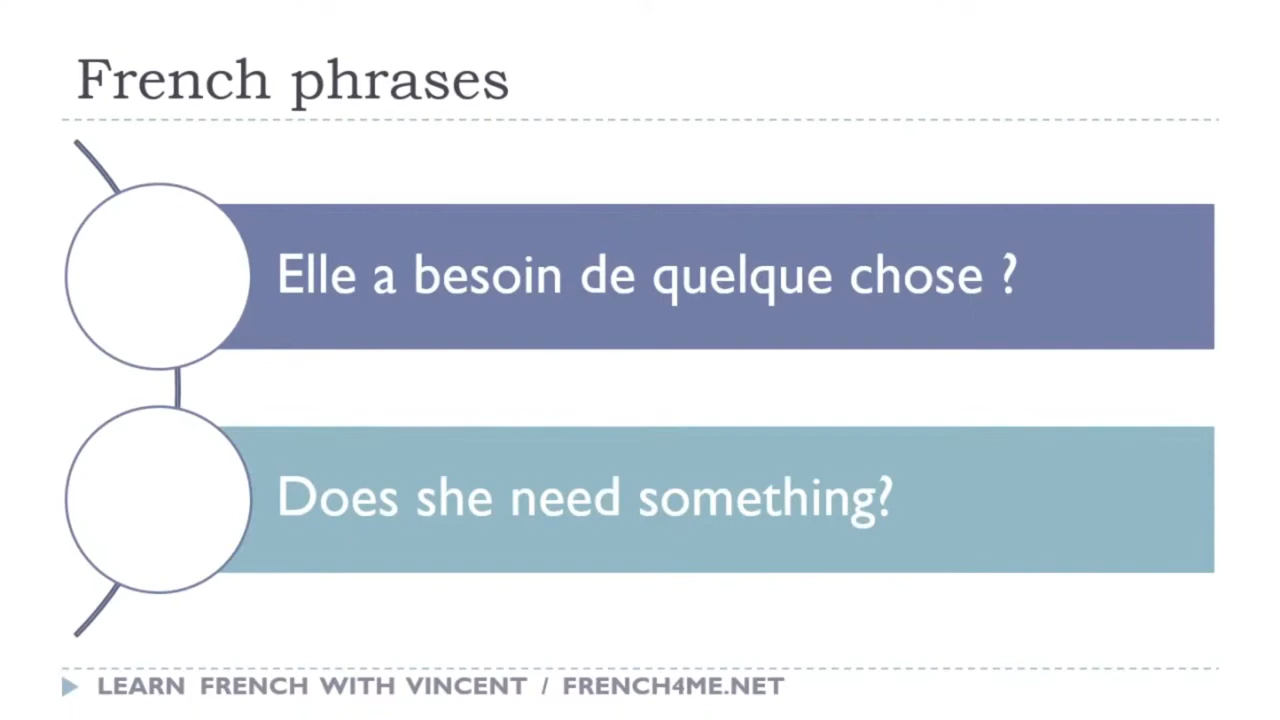 French phrases
Elle a besoin de quelque chose ?
Does she need something?
LEARN FRENCH WITH VINCENT / FRENCH4ME.NET